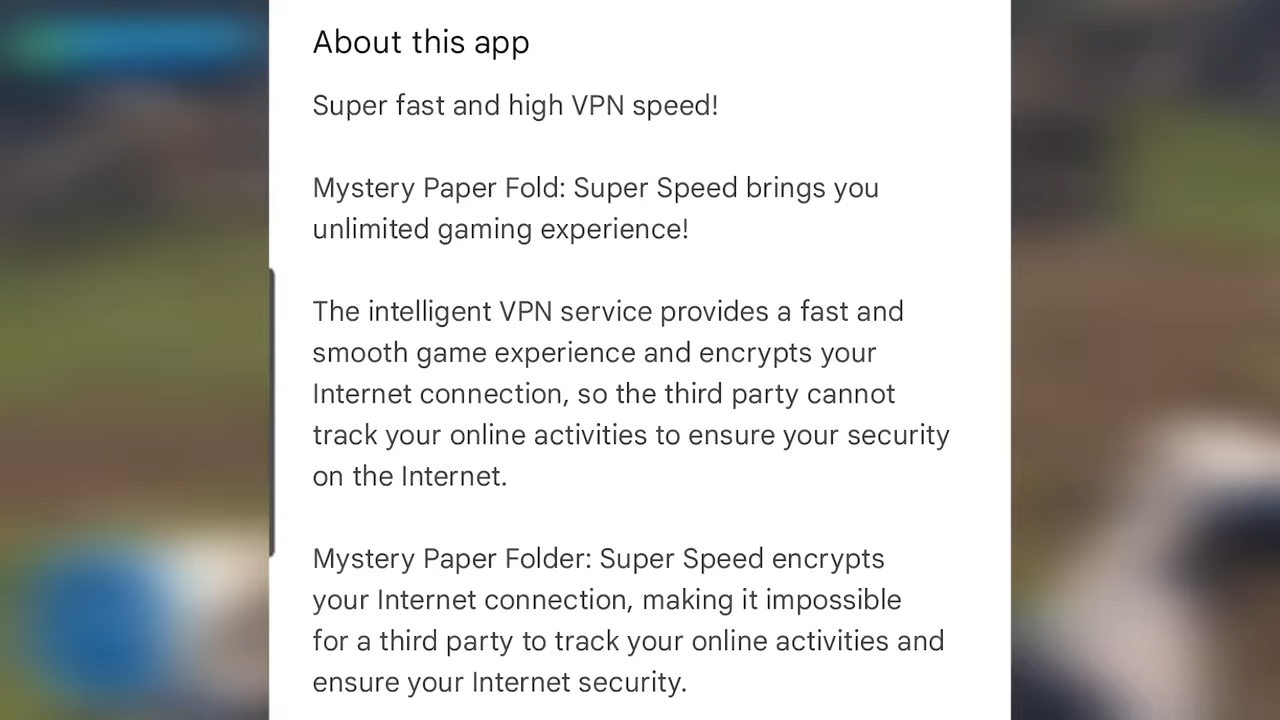 About this app
Super fast and high VPN speed!
Mystery Paper Fold: Super Speed brings you
unlimited gaming experience!
The intelligent VPN service provides a fast and
smooth game experience and encrypts your
Internet connection, so the third party cannot
track your online activities to ensure your security
on the Internet.
Mystery Paper Folder: Super Speed encrypts
your Internet connection, making it impossible
for a third party to track your online activities and
ensure your Internet security.